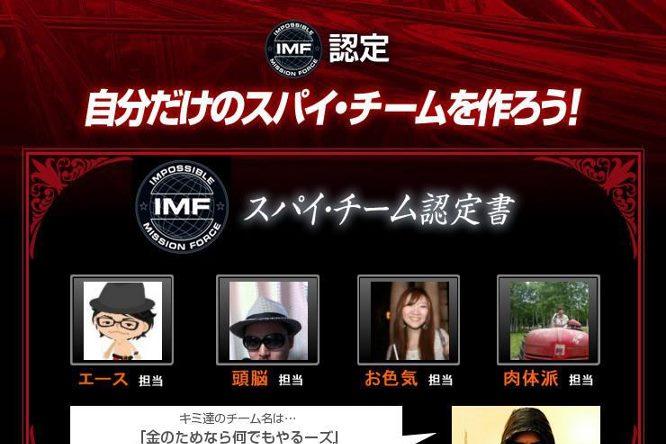 IMPOSSIBLE
IMF 認定
MISSION FORCE
自分だけのスパイ・チームを作ろう!
IMPOSSIBLE
IMF
MISSION FORCE
スパイ・チーム認定書
エース 担当
頭脳 担当
お色気 担当
肉体派 担当
キミ達のチーム名は…
「金のためなら何でもやるーズ」